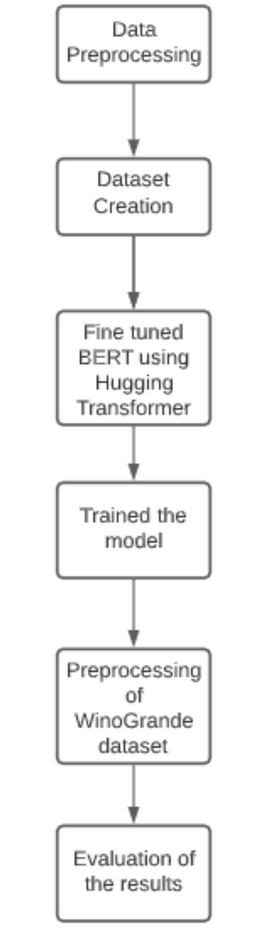 Data
Preprocessing
Dataset
Creation
Fine tuned
BERT using
Hugging
Transformer
Trained the
model
Preprocessing
of
WinoGrande
dataset
Evaluation of
the results